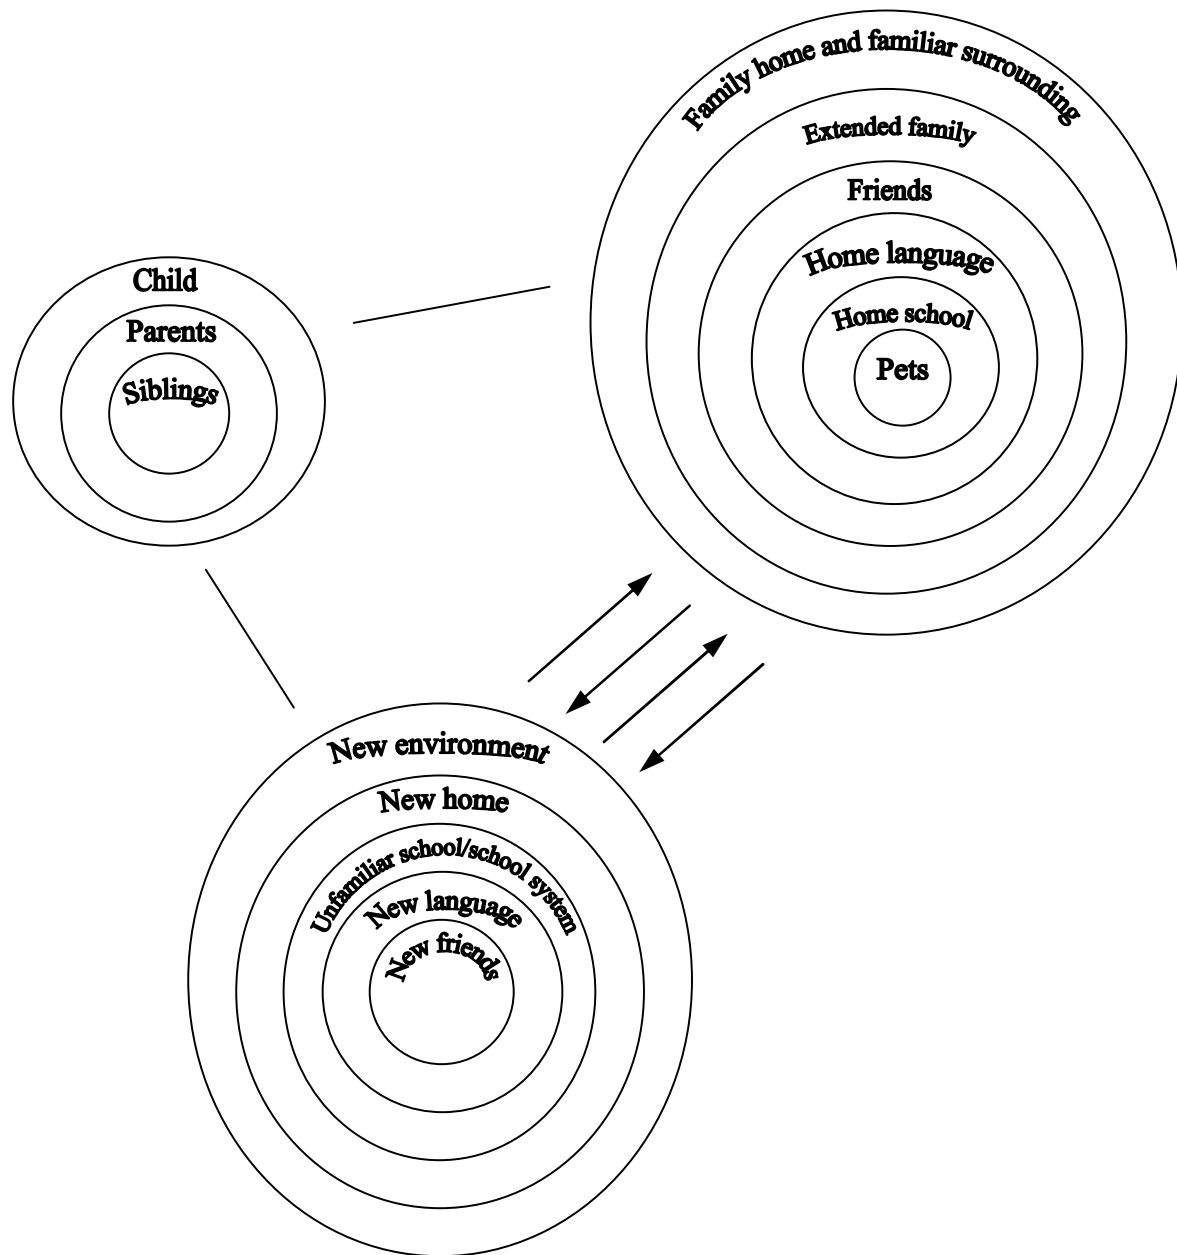 Family home and familiar surrounding
Extended family
Friends
Home language
Home school
Pets
Child
Parents
Siblings
New environment
New home
Unfamiliar school/school system
New language
New friends